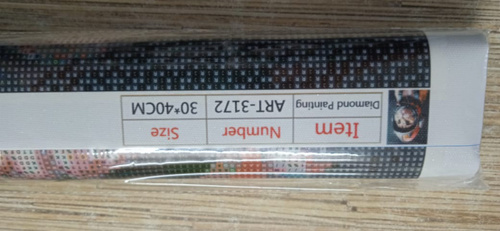 Item Number Size
Diamond Painting ART-3172 30*40CM